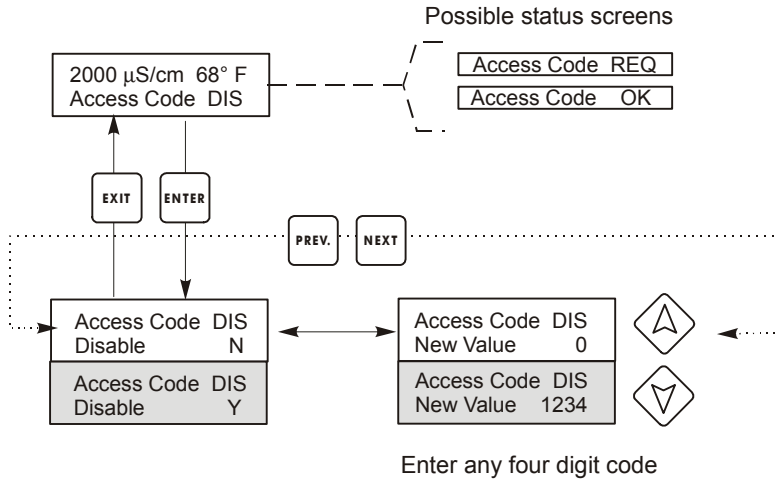 Possible status screens
2000 µS/cm 68° F
Access Code DIS
Access Code REQ
Access Code OK
EXIT
ENTER
PREV.
NEXT
Access Code DIS
Disable N
Access Code DIS
Disable Y
Access Code DIS
New Value 0
Access Code DIS
New Value 1234
Enter any four digit code